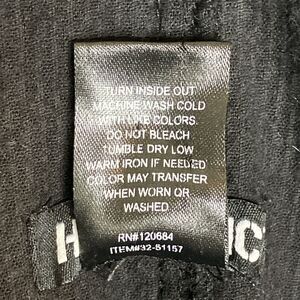 TURN INSIDE OUT
MACHINE WASH COLD
WITH LIKE COLORS
DO NOT BLEACH
TUMBLE DRY LOW
WARM IRON IF NEEDED
COLOR MAY TRANSFER
WHEN WORN OR
WASHED
RN#120684
ITEM#32-51157